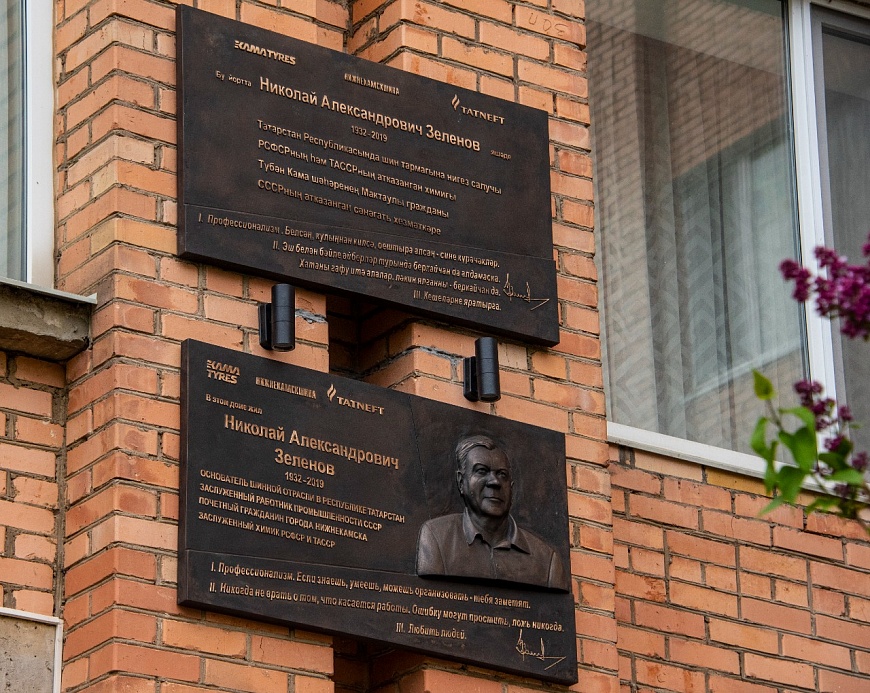 KAMATYRES
НИЖНЕКАМСКШИНА
TATNEFT
Бу йортта Николай Александрович Зеленов яшәде
1932–2019
Татарстан Республикасында шин тармагына нигез салучы
РСФСРның һәм ТАССРның атказанган химигы
Түбән Кама шәһәренең Мактаулы гражданы
СССРның атказанган сәнәгать хезмәткәре
I. Профессионализм. Белсәң, кулыңнан килсә, оештыра алсаң - сине күрәчәкләр.
II. Эш белән бәйле әйберләр турында беркайчан да алдамаска.
Хатаны гафу итә алалар, ләкин ялганны - беркайчан да.
III. Кешеләрне яратырга.
KAMA
TYRES
НИЖНЕКАМСКШИНА
TATNEFT
В этом доме жил
Николай Александрович
Зеленов
1932–2019
ОСНОВАТЕЛЬ ШИННОЙ ОТРАСЛИ В РЕСПУБЛИКЕ ТАТАРСТАН
ЗАСЛУЖЕННЫЙ РАБОТНИК ПРОМЫШЛЕННОСТИ СССР
ПОЧЕТНЫЙ ГРАЖДАНИН ГОРОДА НИЖНЕКАМСКА
ЗАСЛУЖЕННЫЙ ХИМИК РСФСР И ТАССР
I. Профессионализм. Если знаешь, умеешь, можешь организовать - тебя заметят.
II. Никогда не врать о том, что касается работы. Ошибку могут простить, ложь никогда.
III. Любить людей.